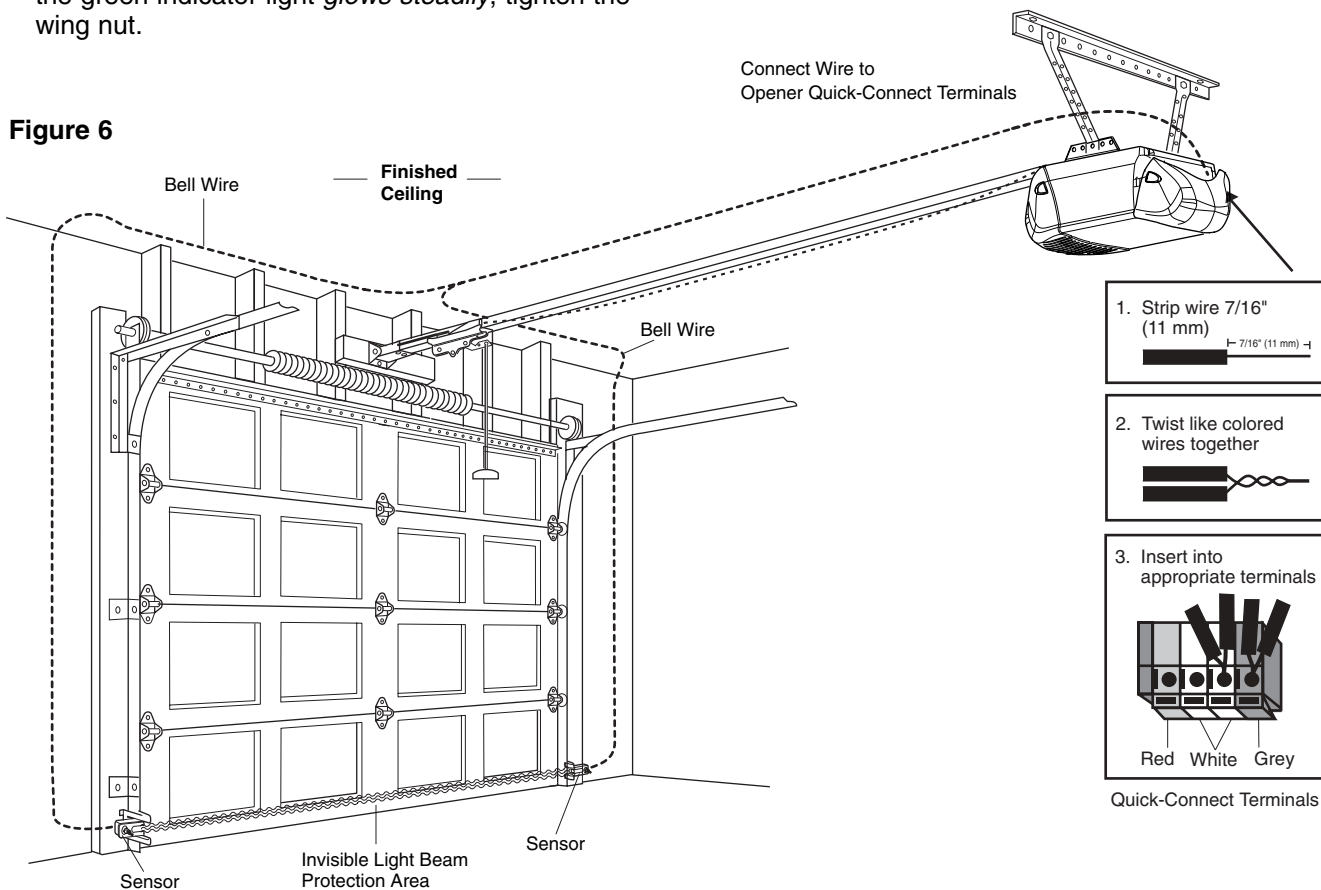 the green indicator light glows steadily, tighten the
wing nut.
Figure 6
Connect Wire to
Opener Quick-Connect Terminals
Bell Wire
Finished
Ceiling
Bell Wire
1. Strip wire 7/16"
(11 mm)
7/16" (11 mm)
2. Twist like colored
wires together
3. Insert into
appropriate terminals
Red White Grey
Quick-Connect Terminals
Sensor
Invisible Light Beam
Protection Area
Sensor